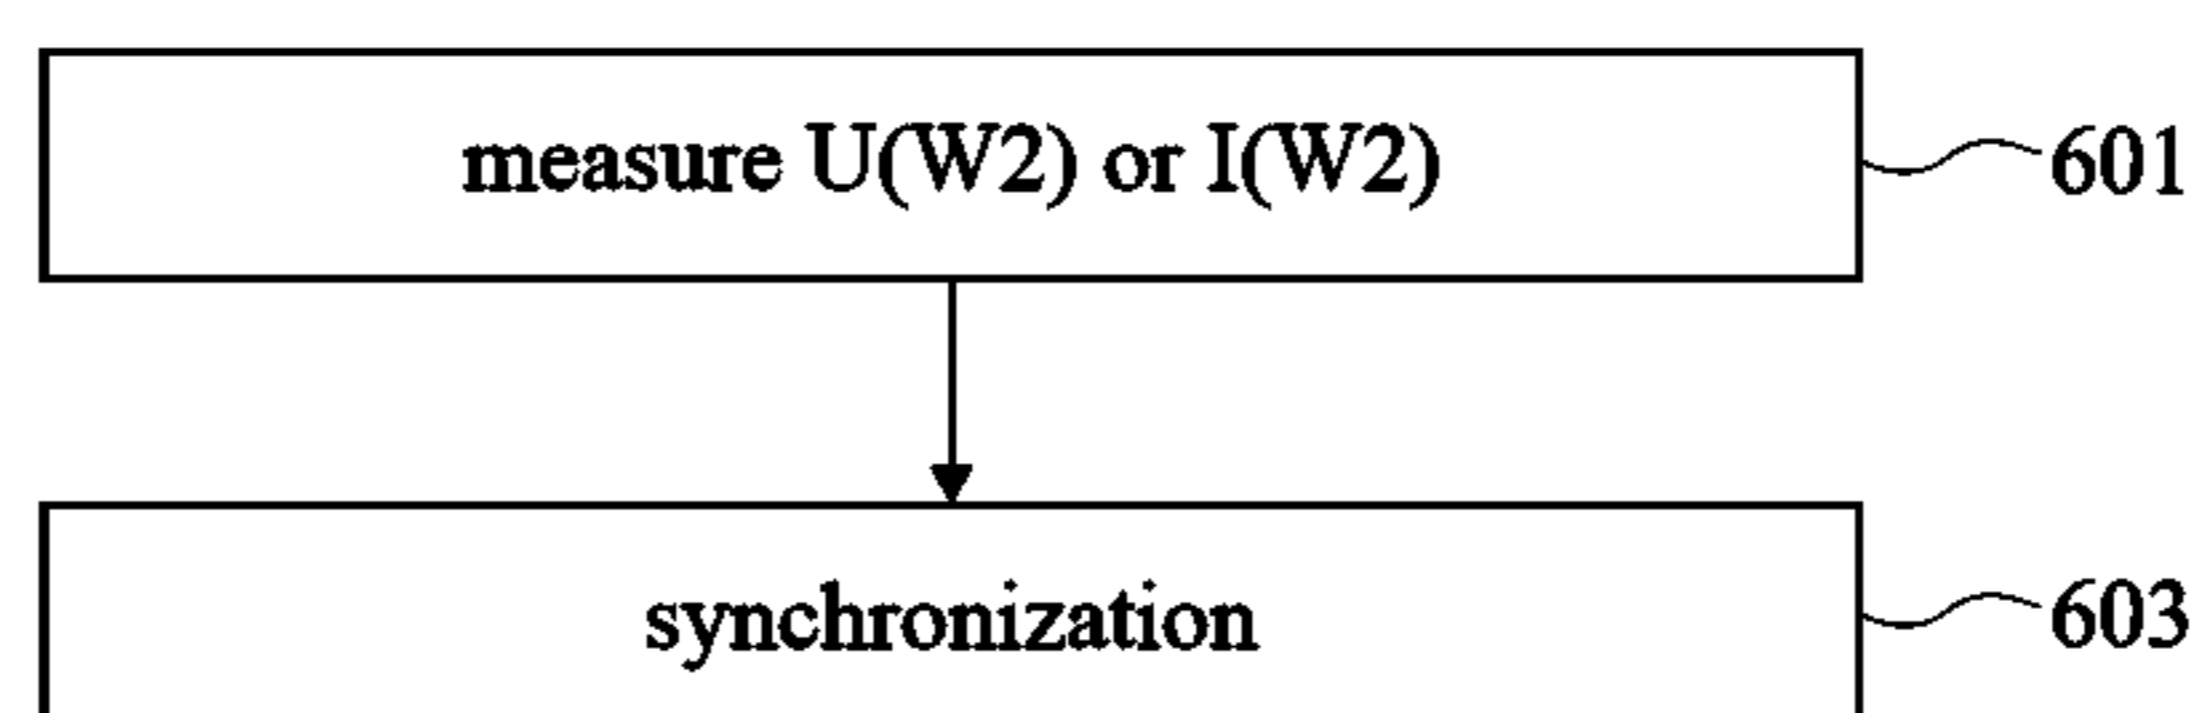 measure U(W2) or I(W2)
601
synchronization
603